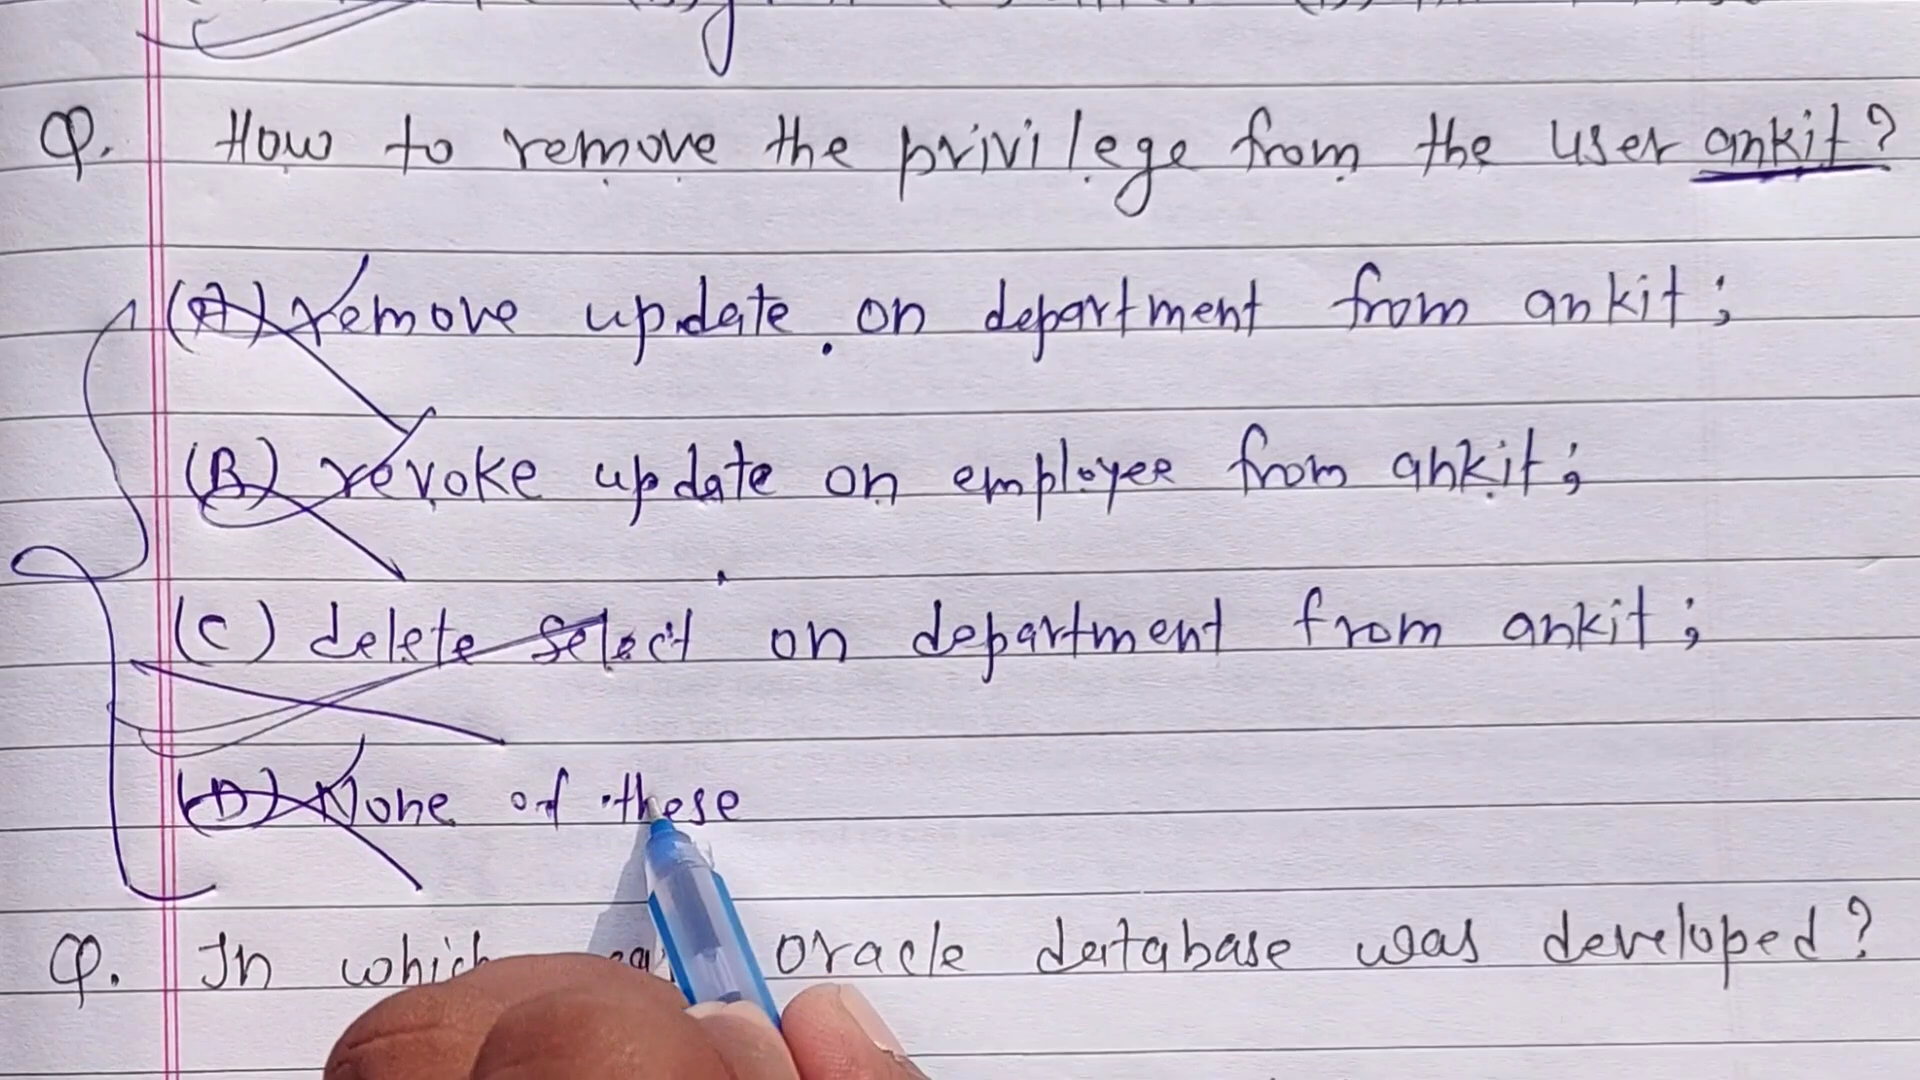 Q. How to remove the privilege from the user ankit?
(A) remove update on department from ankit;
(B) revoke update on employee from ankit;
(C) delete select on department from ankit;
(D) None of these
Q. In which oracle database was developed?